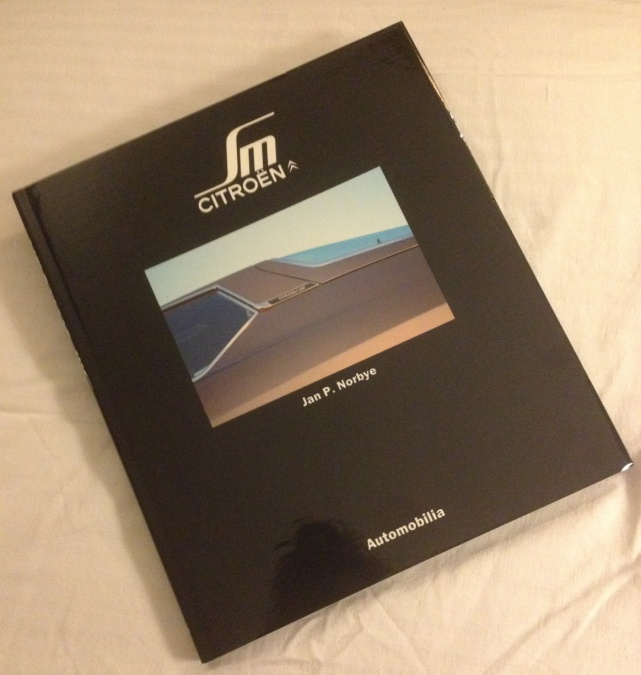 SM
CITROËN
Jan P. Norbye
Automobilia